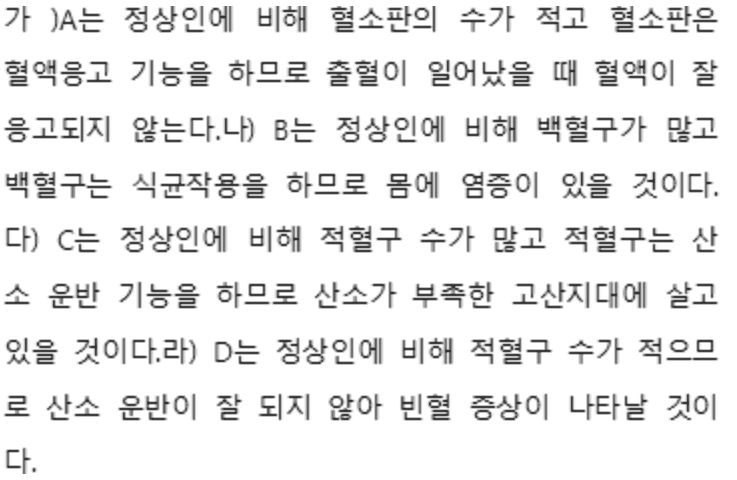 가 )A는 정상인에 비해 혈소판의 수가 적고 혈소판은
혈액응고 기능을 하므로 출혈이 일어났을 때 혈액이 잘
응고되지 않는다.나) B는 정상인에 비해 백혈구가 많고
백혈구는 식균작용을 하므로 몸에 염증이 있을 것이다.
다) C는 정상인에 비해 적혈구 수가 많고 적혈구는 산
소 운반 기능을 하므로 산소가 부족한 고산지대에 살고
있을 것이다.라) D는 정상인에 비해 적혈구 수가 적으므
로 산소 운반이 잘 되지 않아 빈혈 증상이 나타날 것이
다.